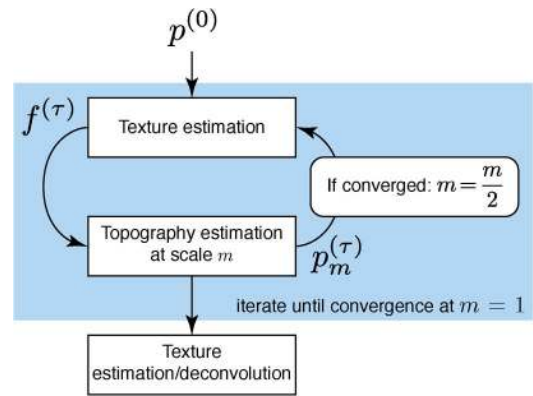 p^(0)
f^(τ)
Texture estimation
If converged: m = m/2
Topography estimation
at scale m
p_m^(τ)
iterate until convergence at m = 1
Texture
estimation/deconvolution